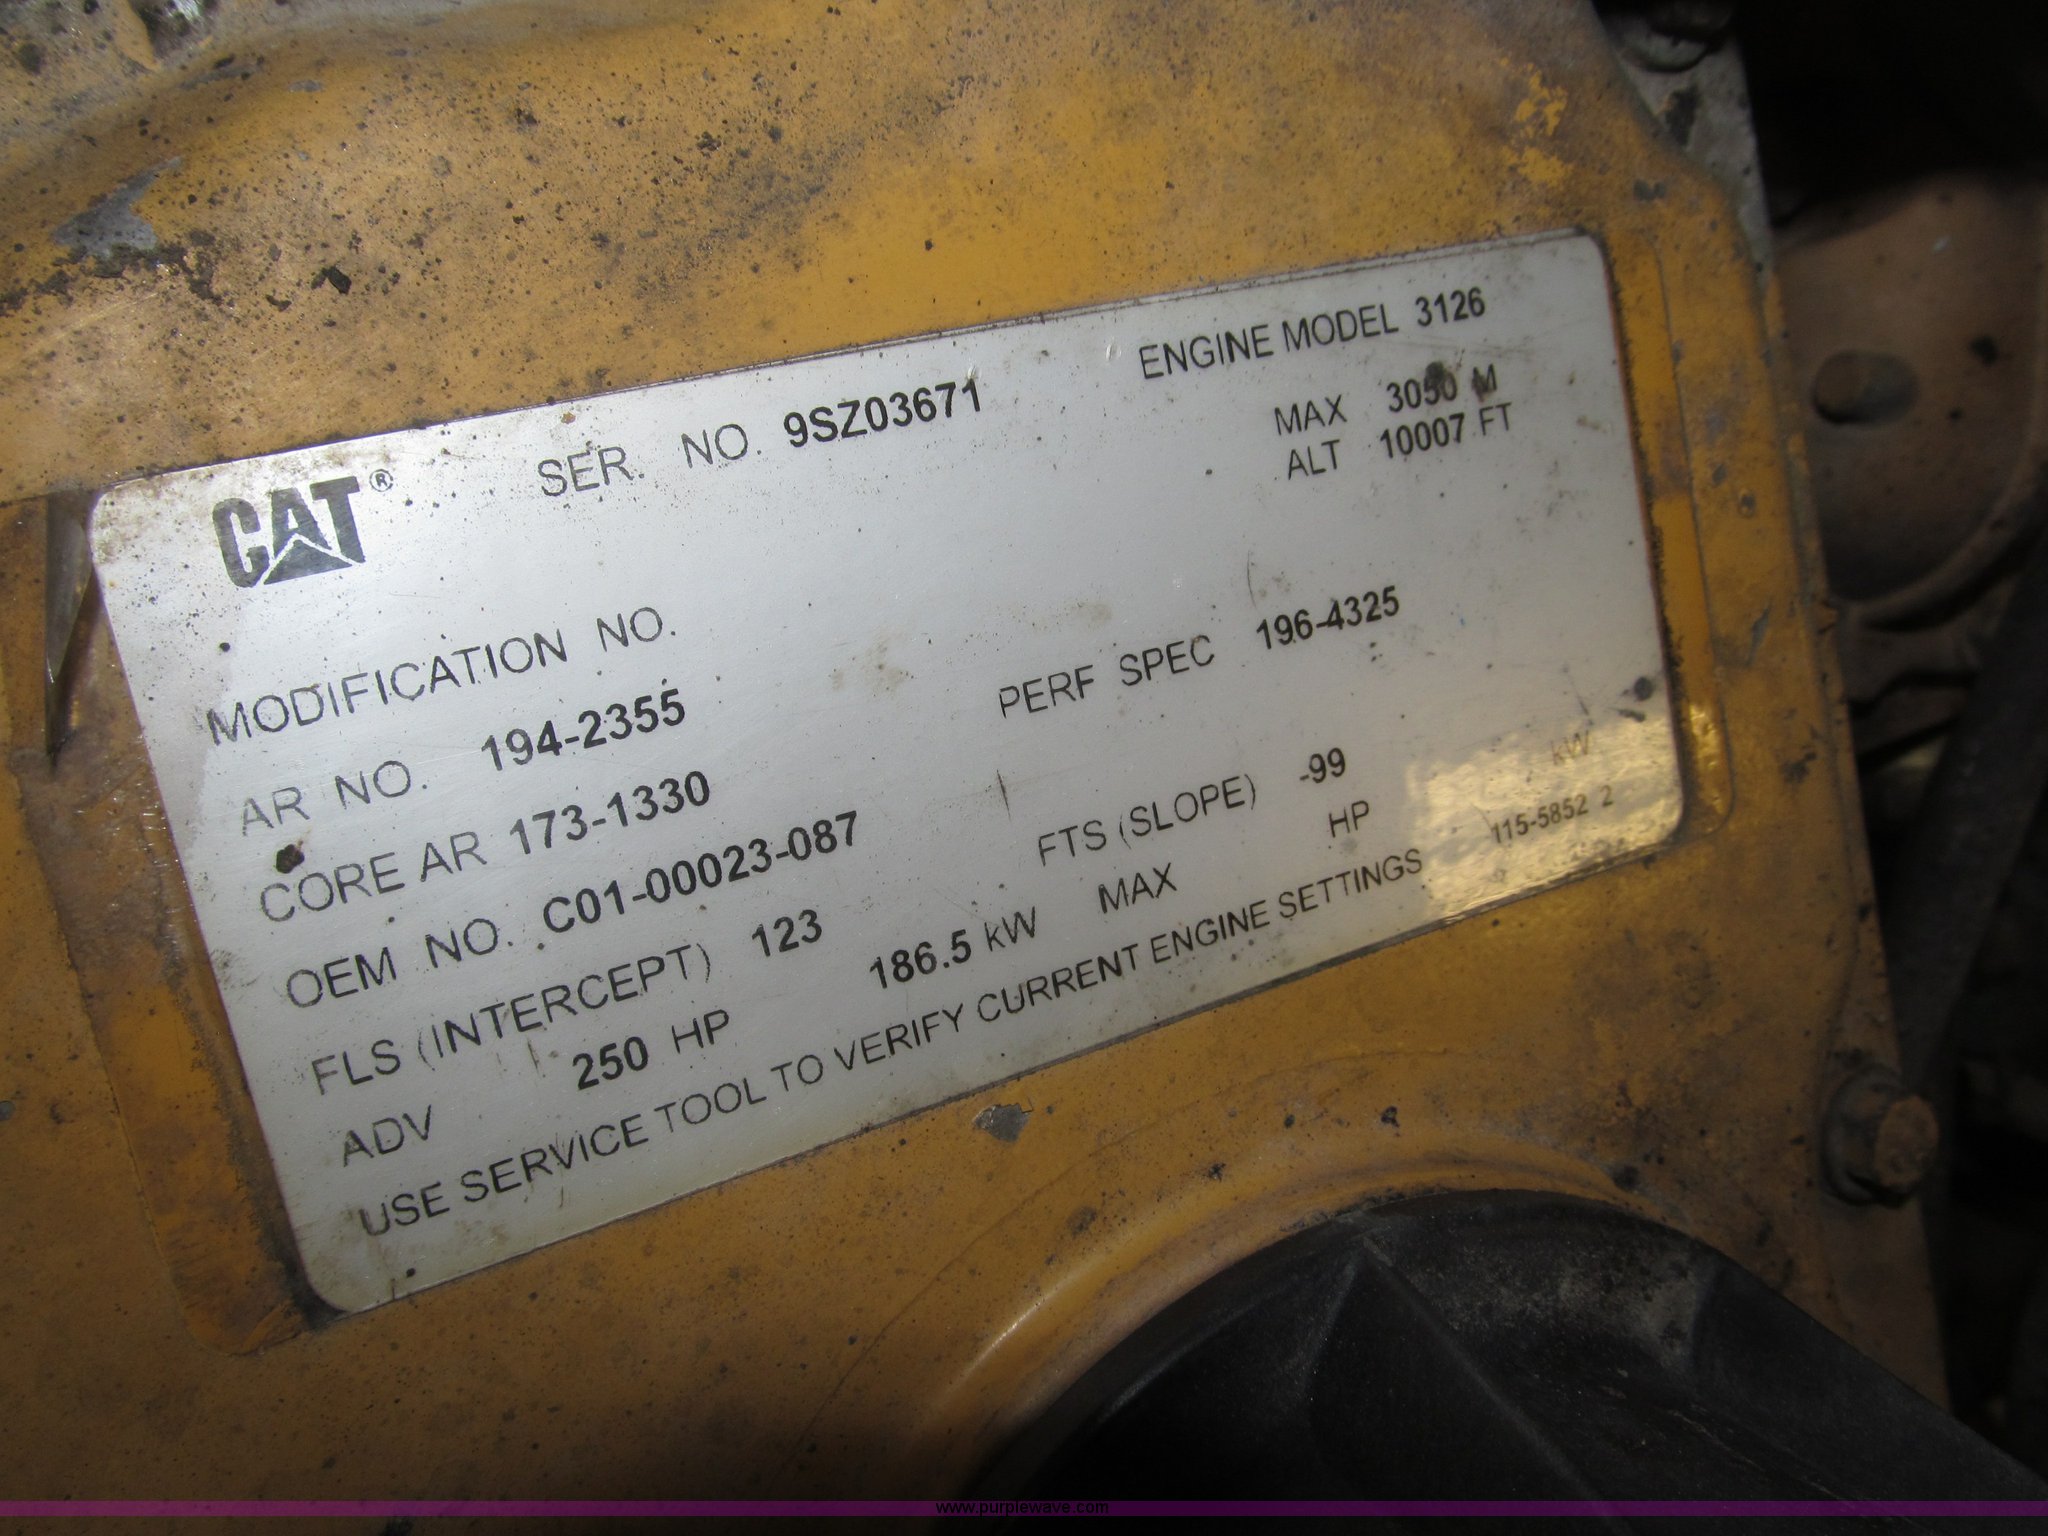 CAT® SER. NO. 9SZ03671 ENGINE MODEL 3126
MAX 3050 M
ALT 10007 FT
MODIFICATION NO.
AR NO. 194-2355 PERF SPEC 196-4325
CORE AR 173-1330
OEM NO. C01-00023-087
FLS (INTERCEPT) 123 FTS (SLOPE) -99
ADV 250 HP 186.5 kW MAX HP kW
USE SERVICE TOOL TO VERIFY CURRENT ENGINE SETTINGS 115-5852 2
www.purplewave.com